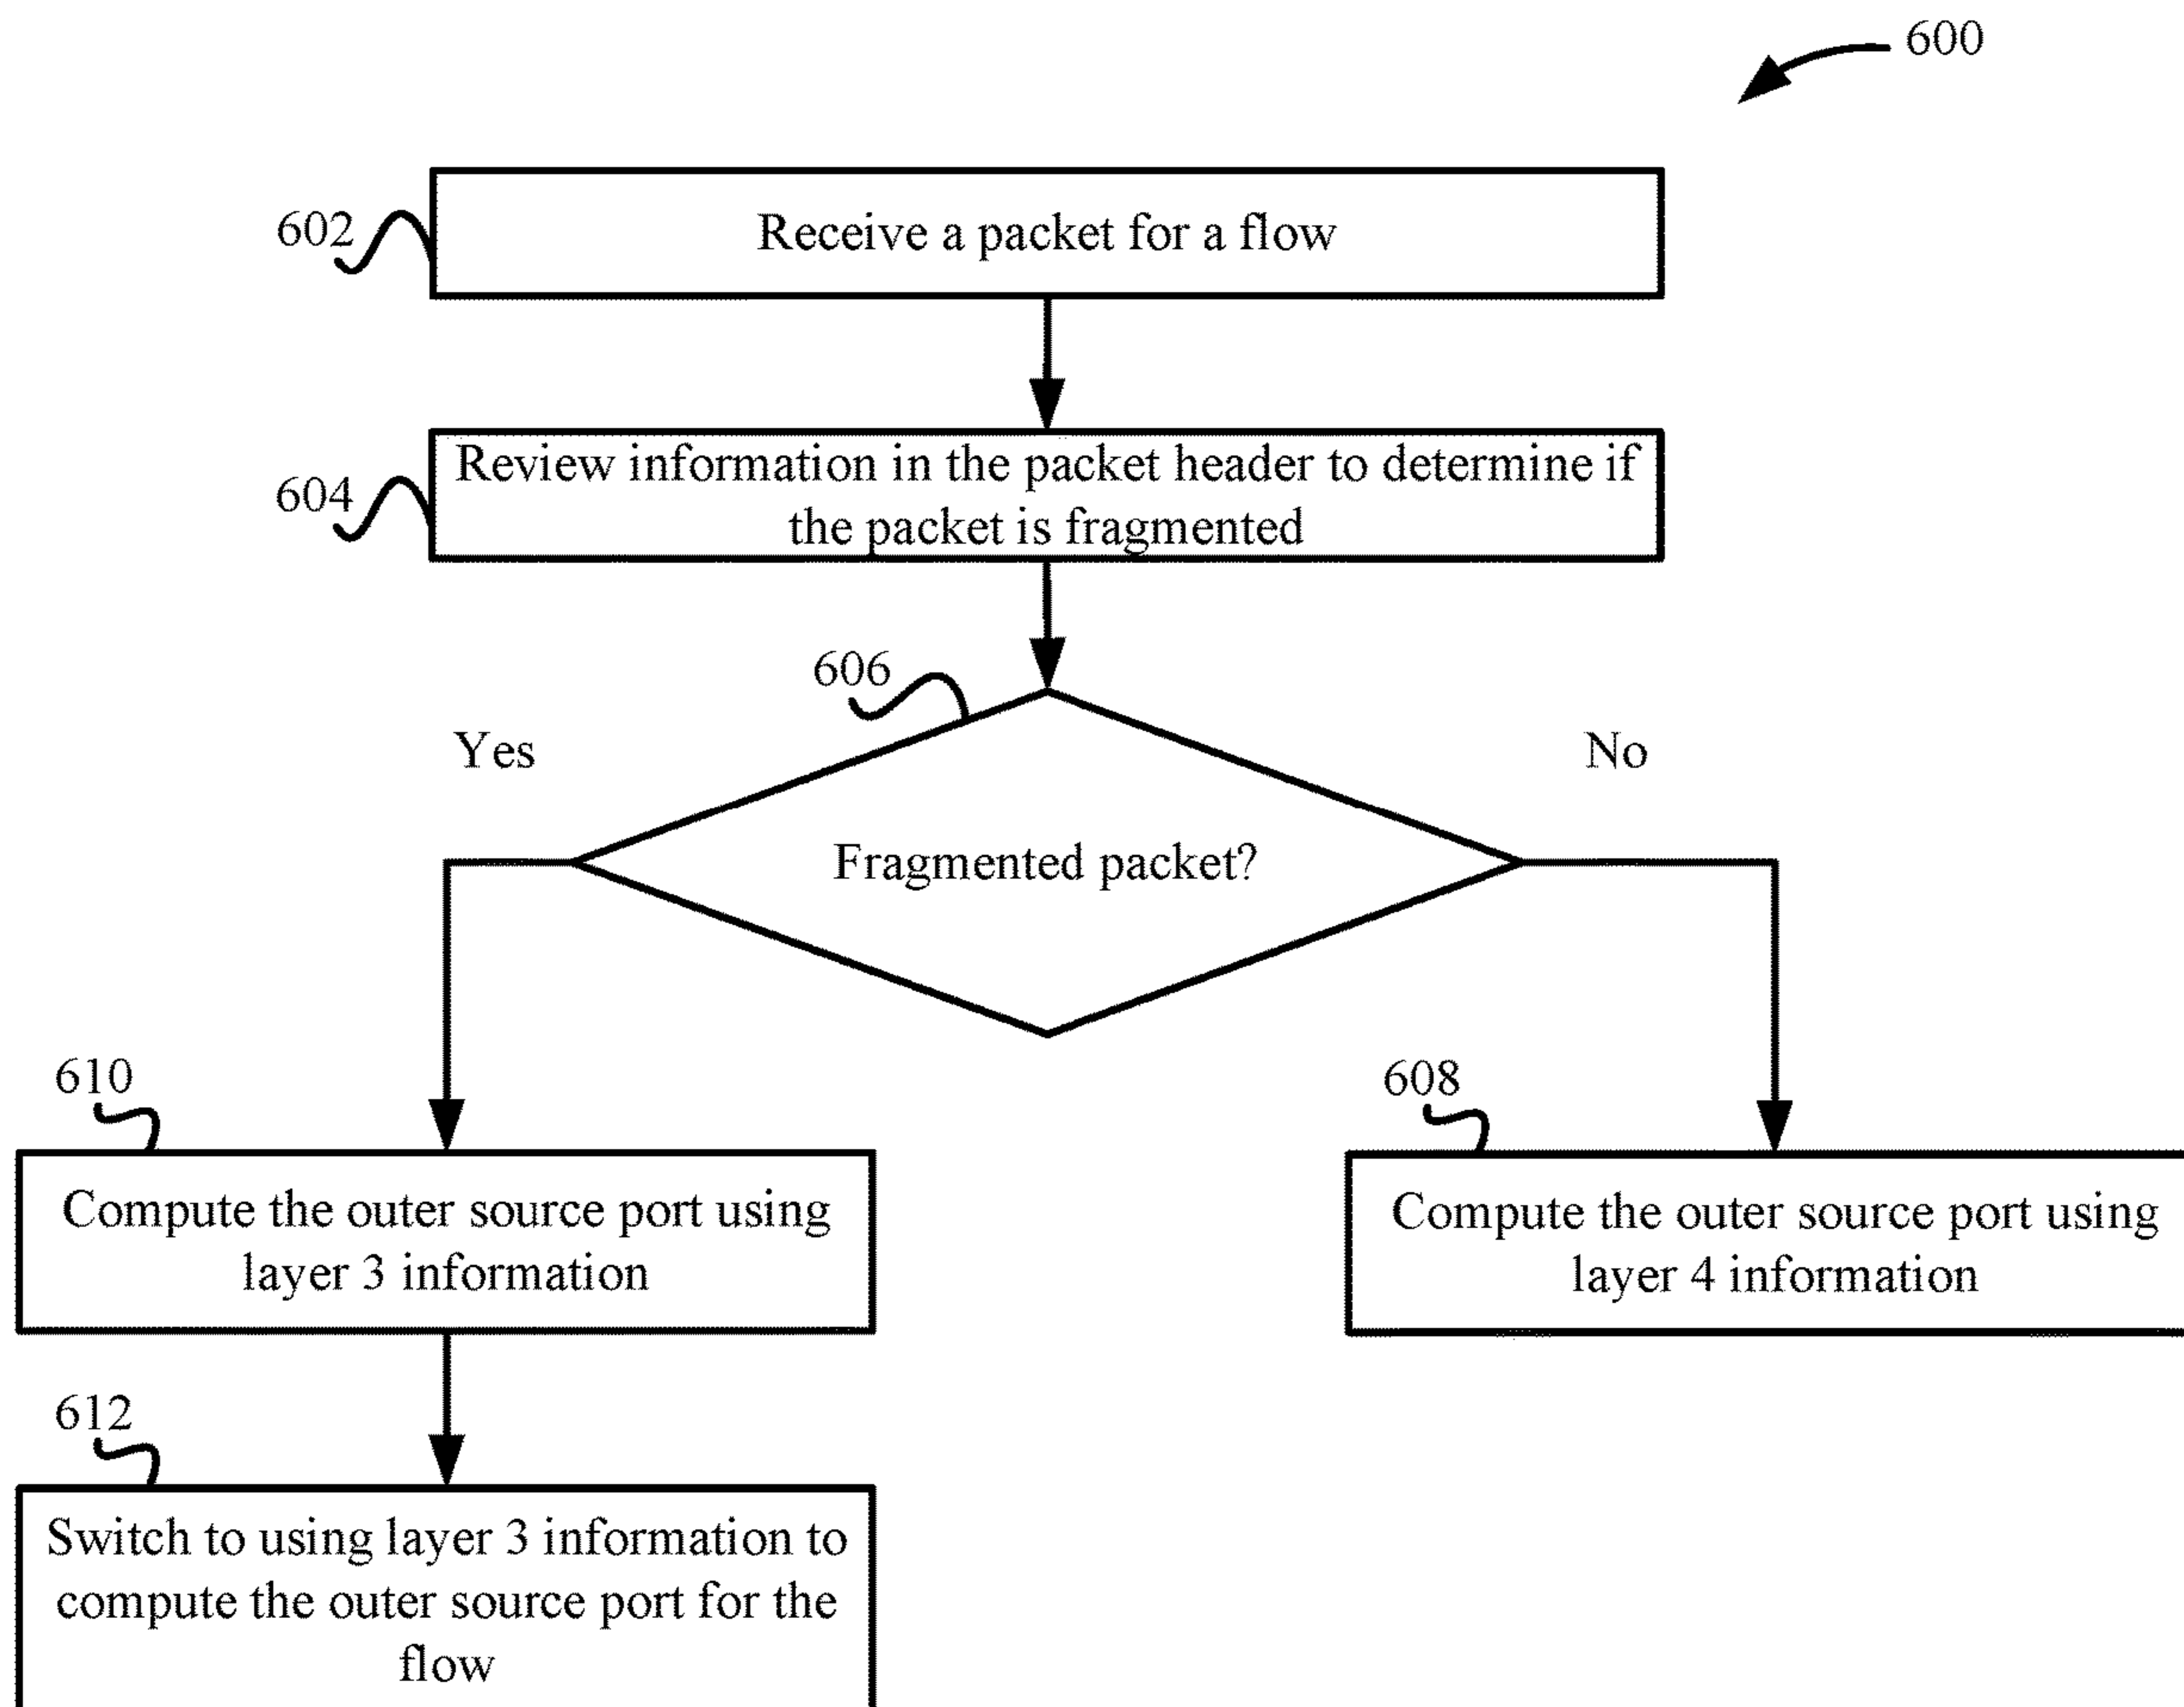 600
602
Receive a packet for a flow
604
Review information in the packet header to determine if
the packet is fragmented
606
Yes
No
Fragmented packet?
610
608
Compute the outer source port using
layer 3 information
Compute the outer source port using
layer 4 information
612
Switch to using layer 3 information to
compute the outer source port for the
flow